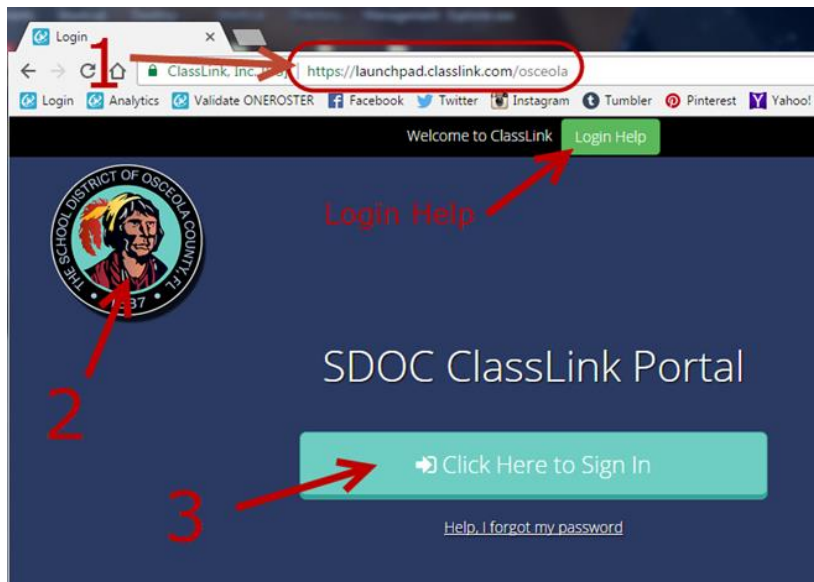 Login
1
ClassLink, Inc. https://launchpad.classlink.com/osceola
Login Analytics Validate ONEROSTER Facebook Twitter Instagram Tumbler Pinterest Yahoo!
Welcome to ClassLink Login Help
THE SCHOOL DISTRICT OF OSCEOLA COUNTY, FL
Login Help
2
SDOC ClassLink Portal
Click Here to Sign In
3
Help, I forgot my password